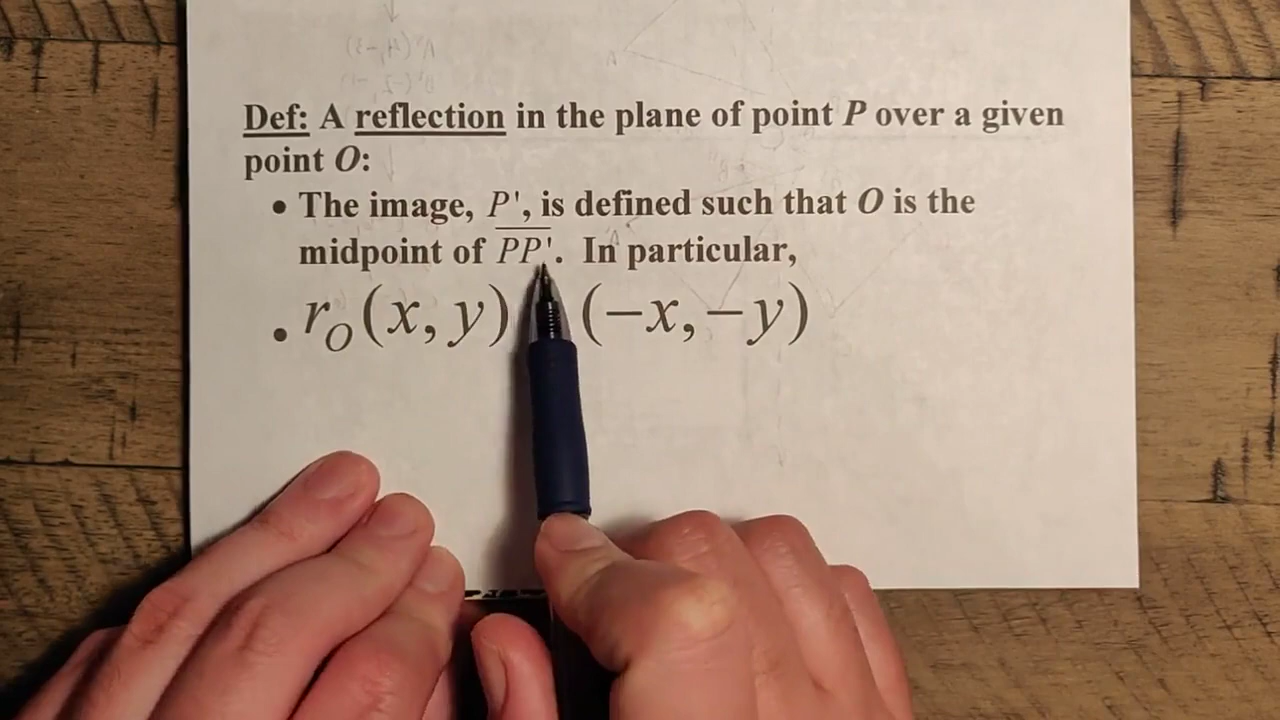 Def: A reflection in the plane of point P over a given
point O:
• The image, P', is defined such that O is the
midpoint of PP'. In particular,
• r_O(x, y) (−x, −y)